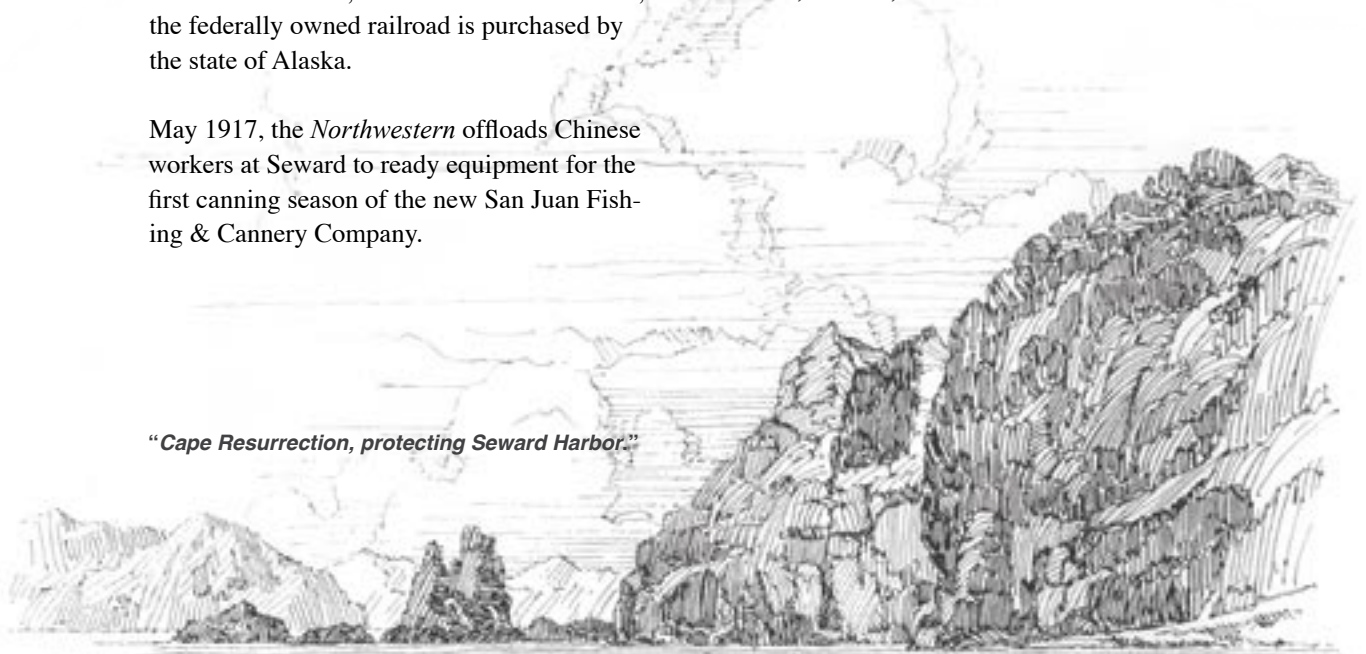 the federally owned railroad is purchased by
the state of Alaska.
May 1917, the Northwestern offloads Chinese
workers at Seward to ready equipment for the
first canning season of the new San Juan Fish-
ing & Cannery Company.
“Cape Resurrection, protecting Seward Harbor.”